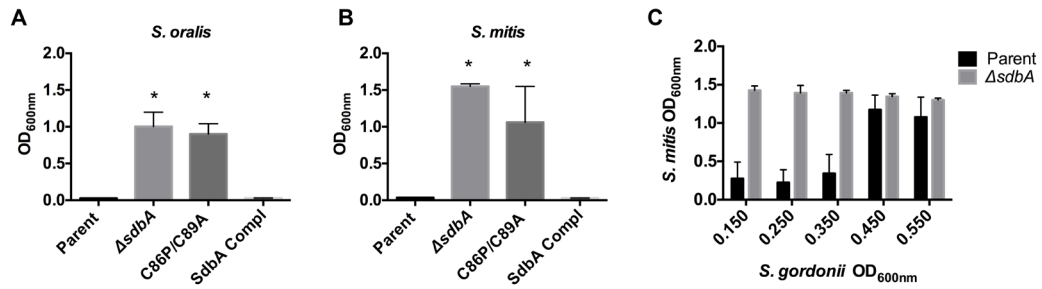 A
S. oralis
OD600nm
2.0
1.5
1.0
0.5
0.0
*
*
Parent
ΔsdbA
C86P/C89A
SdbA Compl
B
S. mitis
OD600nm
2.0
1.5
1.0
0.5
0.0
*
*
Parent
ΔsdbA
C86P/C89A
SdbA Compl
C
S. mitis OD600nm
2.0
1.5
1.0
0.5
0.0
0.150
0.250
0.350
0.450
0.550
S. gordonii OD600nm
Parent
ΔsdbA